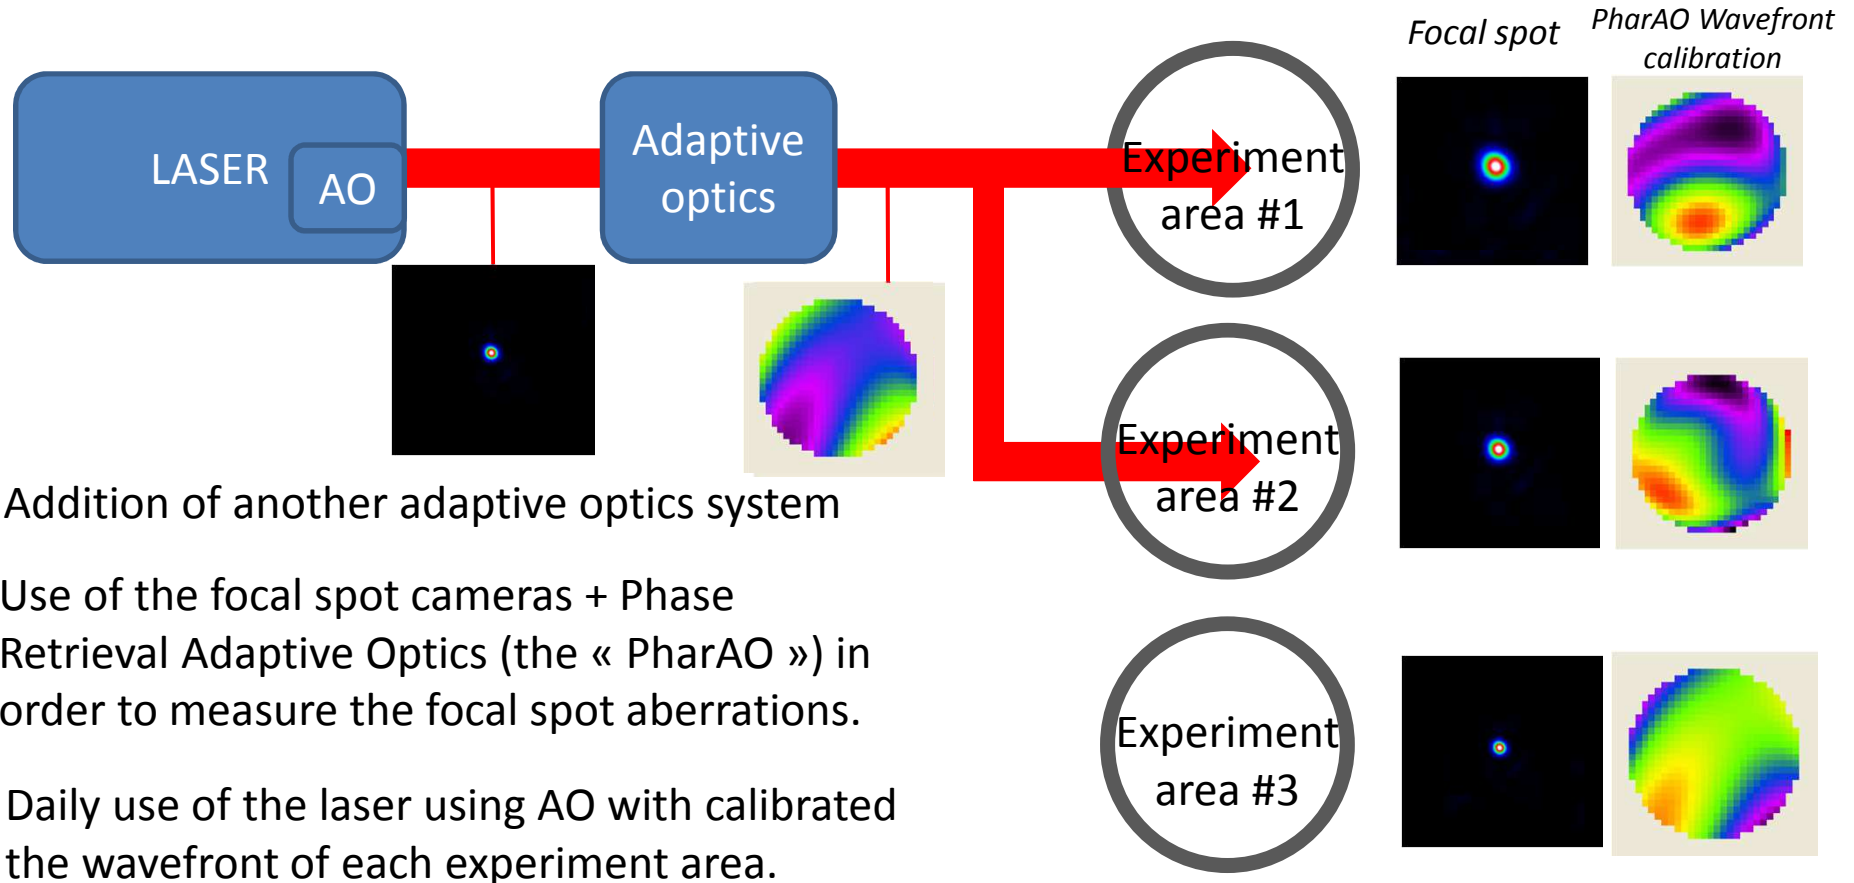 Focal spot
PharAO Wavefront
calibration
LASER
AO
Adaptive
optics
Experiment
area #1
Experiment
area #2
Addition of another adaptive optics system
Use of the focal spot cameras + Phase
Retrieval Adaptive Optics (the « PharAO ») in
order to measure the focal spot aberrations.
Experiment
area #3
Daily use of the laser using AO with calibrated
the wavefront of each experiment area.